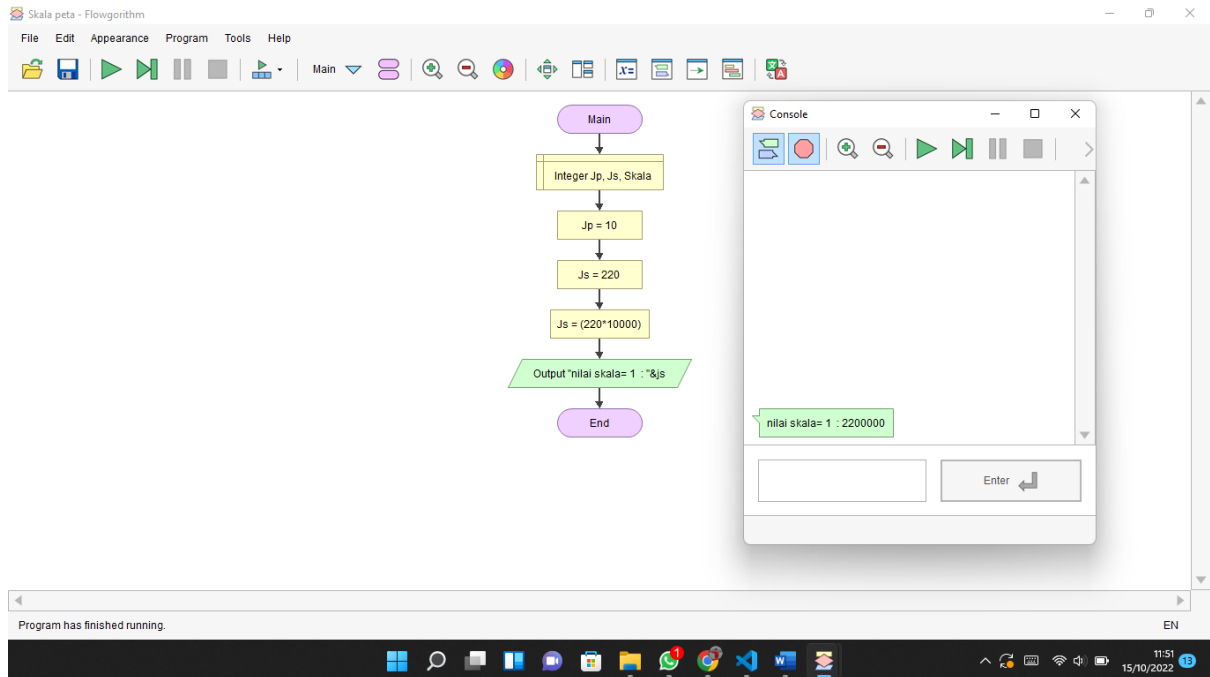 Skala peta - Flowgorithm
File Edit Appearance Program Tools Help
Main
Main
Integer Jp, Js, Skala
Jp = 10
Js = 220
Js = (220*10000)
Output "nilai skala= 1 : "&js
End
Console
nilai skala= 1 : 2200000
Enter
Program has finished running.
EN
1
11:51
15/10/2022
13